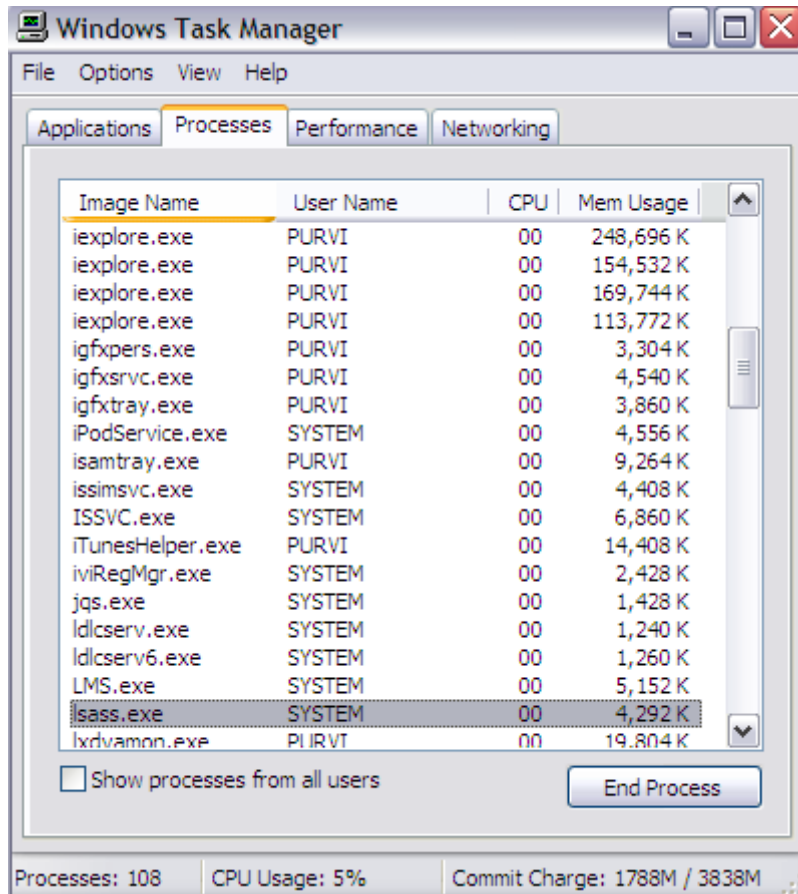 Windows Task Manager
File Options View Help
Applications Processes Performance Networking
Image Name User Name CPU Mem Usage
iexplore.exe PURVI 00 248,696 K
iexplore.exe PURVI 00 154,532 K
iexplore.exe PURVI 00 169,744 K
iexplore.exe PURVI 00 113,772 K
igfxpers.exe PURVI 00 3,304 K
igfxsrvc.exe PURVI 00 4,540 K
igfxtray.exe PURVI 00 3,860 K
iPodService.exe SYSTEM 00 4,556 K
isamtray.exe PURVI 00 9,264 K
issimsvc.exe SYSTEM 00 4,408 K
ISSVC.exe SYSTEM 00 6,860 K
iTunesHelper.exe PURVI 00 14,408 K
iviRegMgr.exe SYSTEM 00 2,428 K
jqs.exe SYSTEM 00 1,428 K
ldlcserv.exe SYSTEM 00 1,240 K
ldlcserv6.exe SYSTEM 00 1,260 K
LMS.exe SYSTEM 00 5,152 K
lsass.exe SYSTEM 00 4,292 K
lxdvamon.exe PURVI 00 19,804 K
Show processes from all users
End Process
Processes: 108 CPU Usage: 5% Commit Charge: 1788M / 3838M